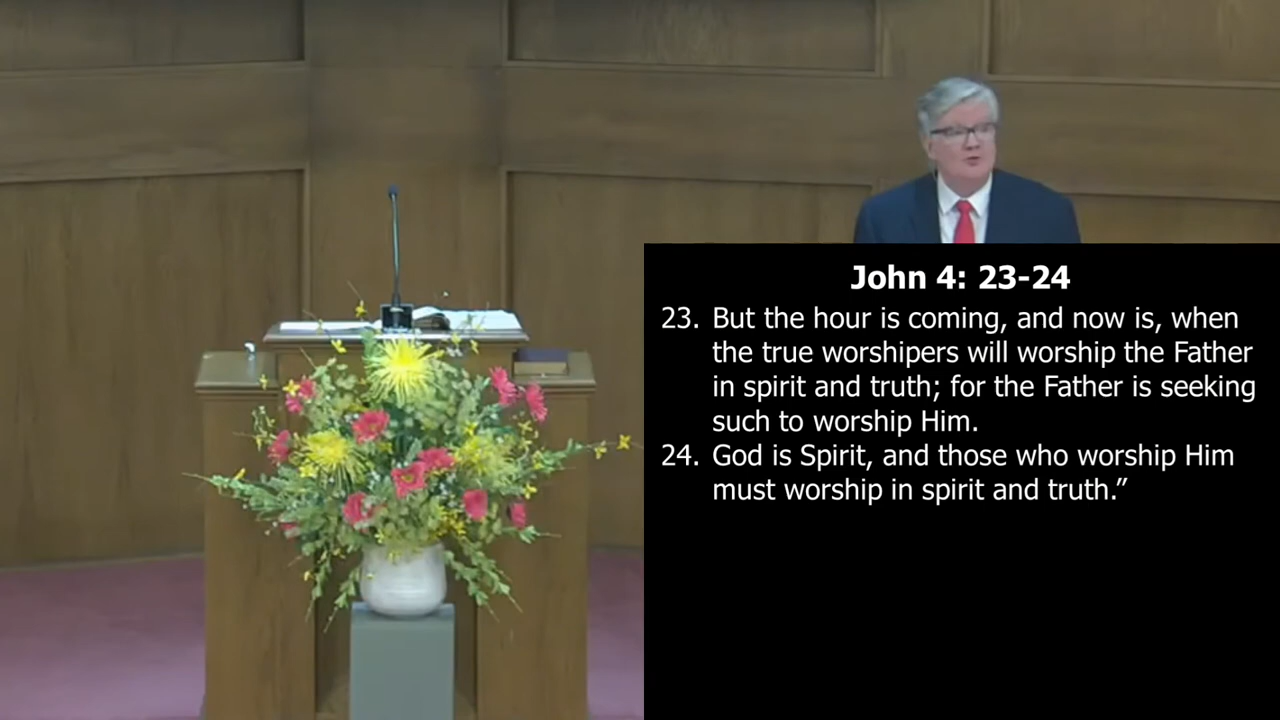 John 4: 23-24
23. But the hour is coming, and now is, when
the true worshipers will worship the Father
in spirit and truth; for the Father is seeking
such to worship Him.
24. God is Spirit, and those who worship Him
must worship in spirit and truth.”